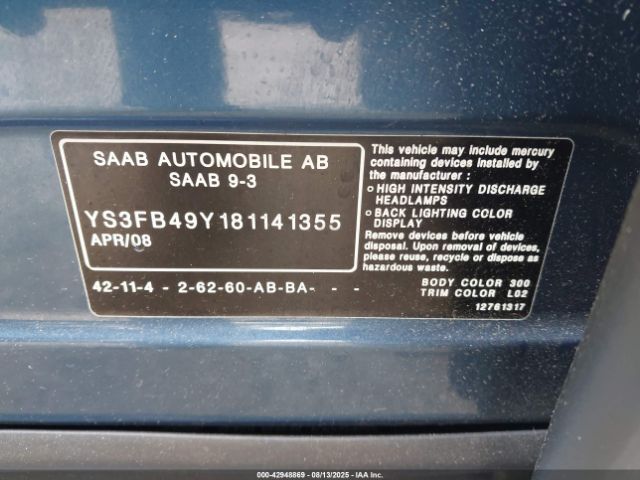 SAAB AUTOMOBILE AB
SAAB 9-3
YS3FB49Y181141355
APR/08
42-11-4 - 2-62-60-AB-BA- - -
This vehicle may include mercury
containing devices installed by
the manufacturer :
o HIGH INTENSITY DISCHARGE
HEADLAMPS
o BACK LIGHTING COLOR
DISPLAY
Remove devices before vehicle
disposal. Upon removal of devices,
please reuse, recycle or dispose as
hazardous waste.
BODY COLOR 300
TRIM COLOR L02
12761317
000-42948869 - 08/13/2025 - IAAI.COM